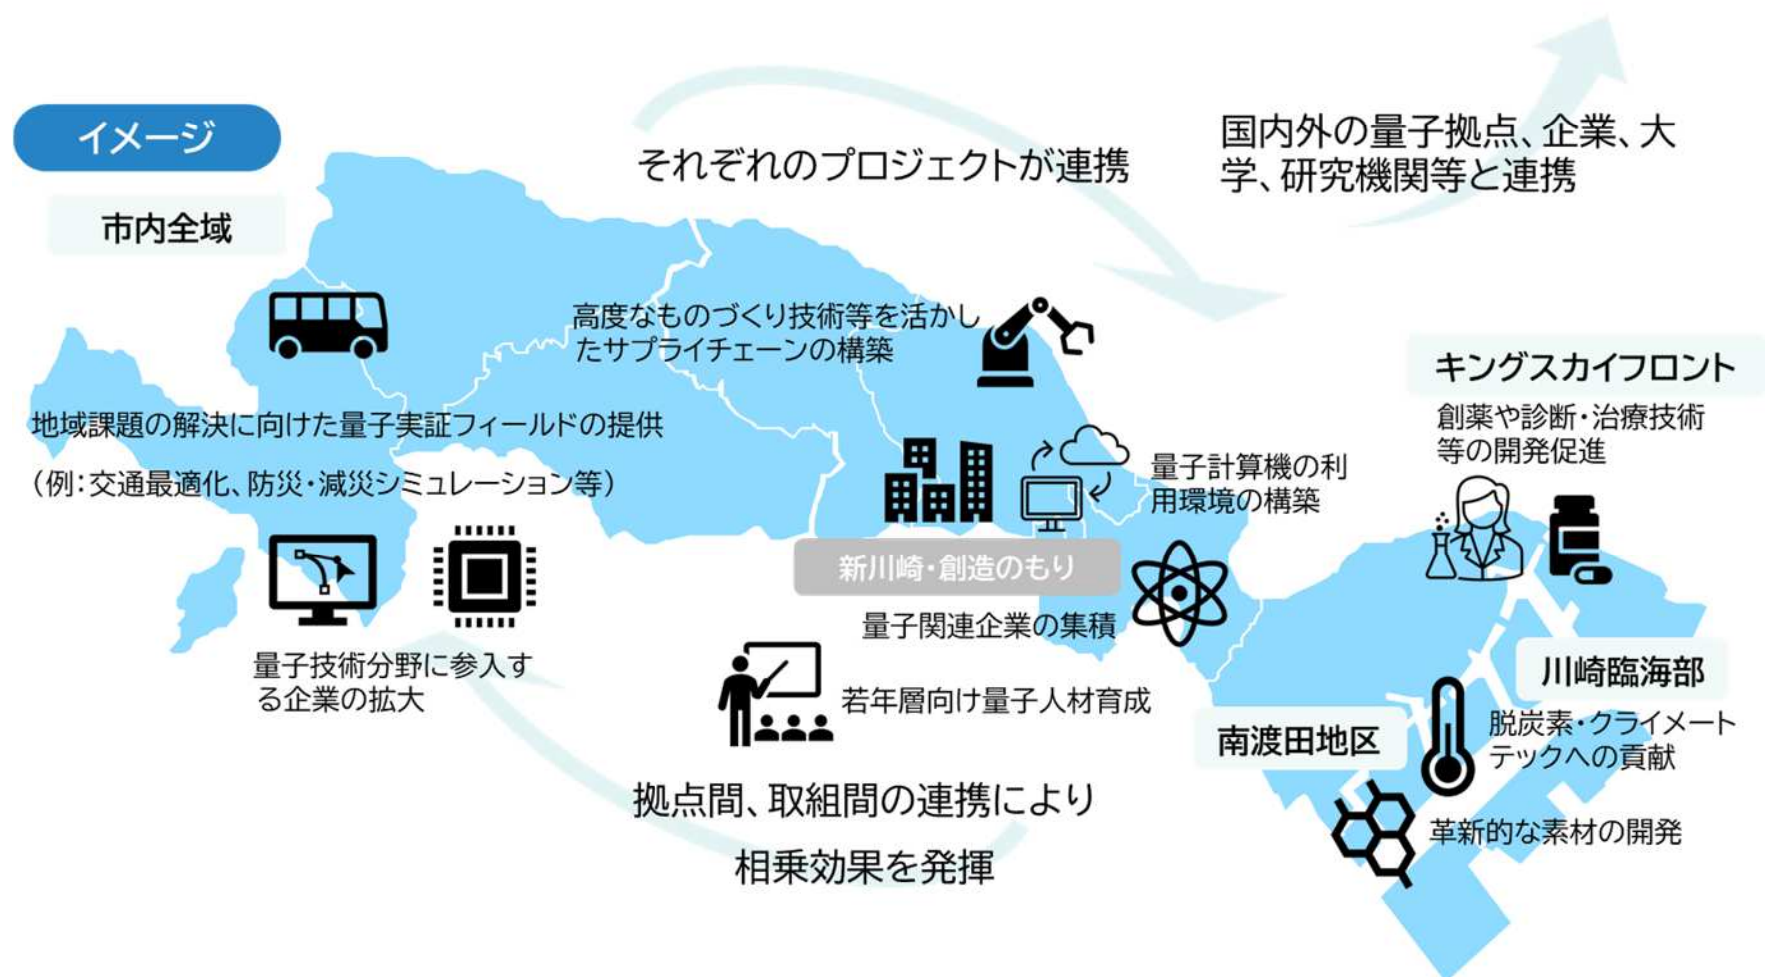 イメージ
市内全域
それぞれのプロジェクトが連携
国内外の量子拠点、企業、大
学、研究機関等と連携
高度なものづくり技術等を活かし
たサプライチェーンの構築
キングスカイフロント
創薬や診断・治療技術
等の開発促進
地域課題の解決に向けた量子実証フィールドの提供
（例：交通最適化、防災・減災シミュレーション等）
量子計算機の利
用環境の構築
新川崎・創造のもり
量子関連企業の集積
量子技術分野に参入す
る企業の拡大
若年層向け量子人材育成
川崎臨海部
脱炭素・クライメート
テックへの貢献
南渡田地区
革新的な素材の開発
拠点間、取組間の連携により
相乗効果を発揮